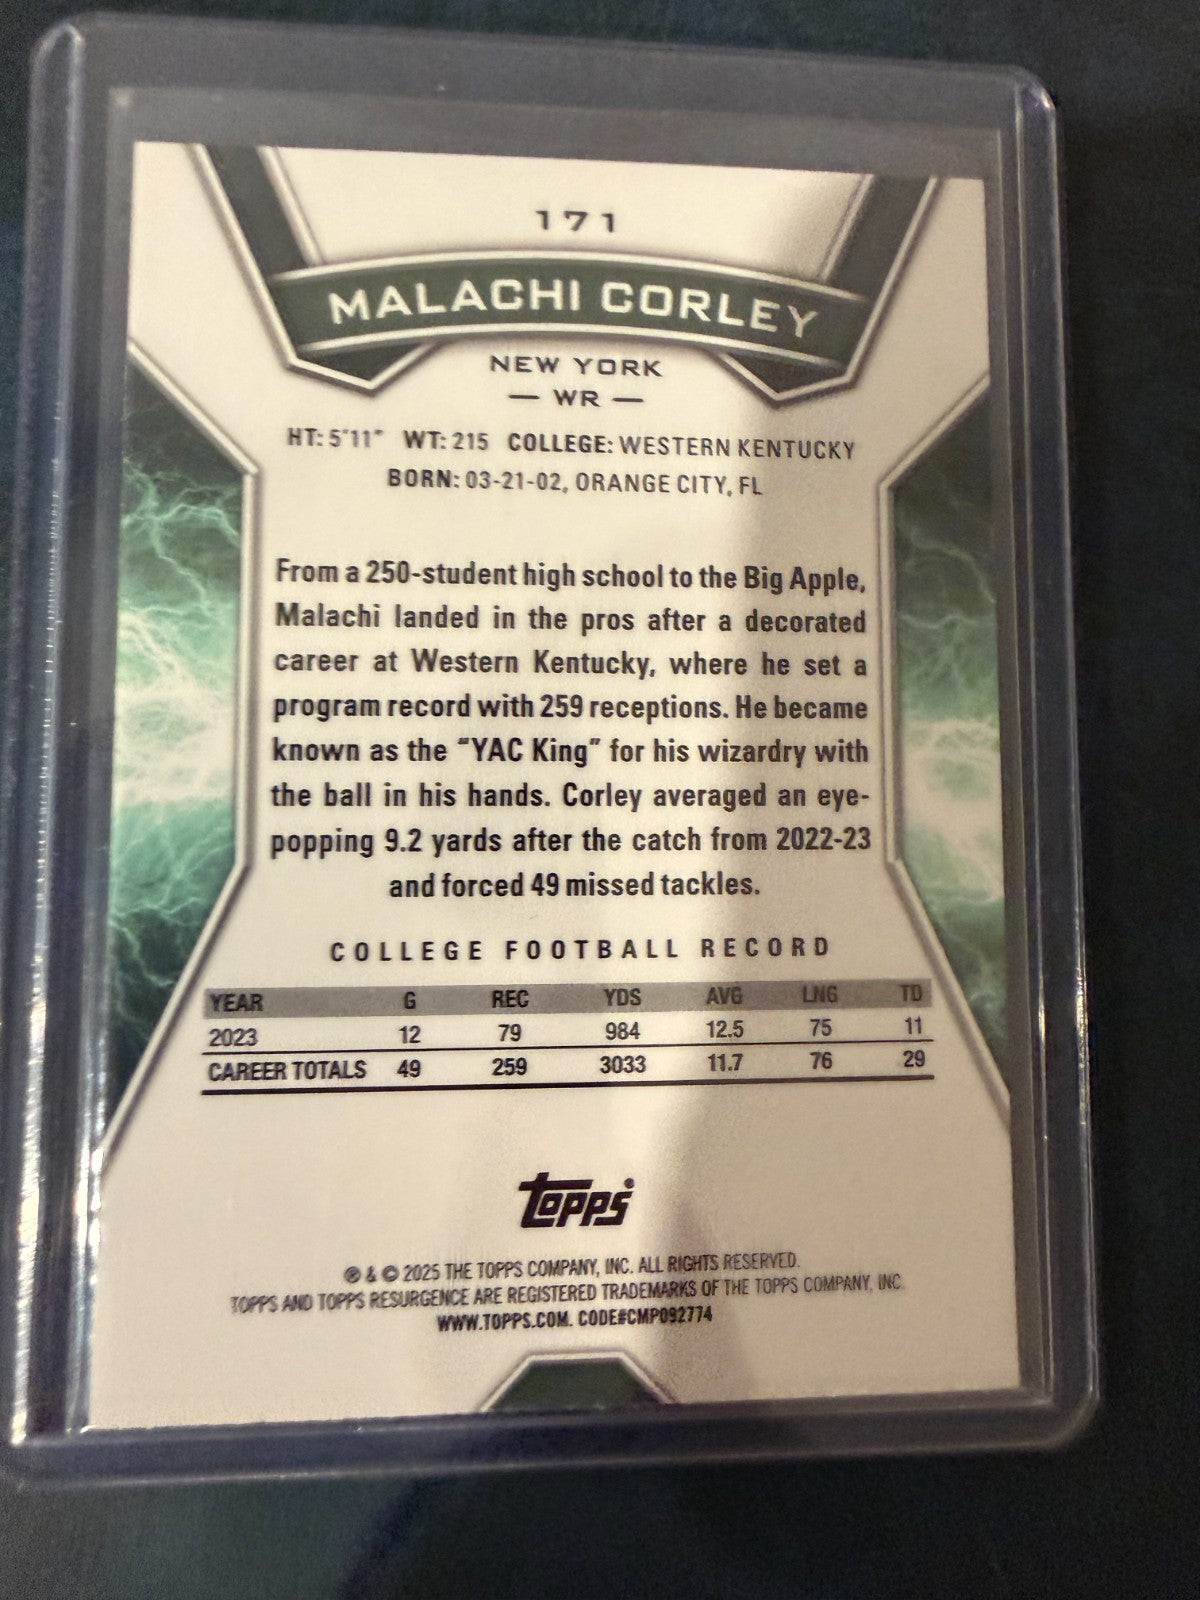 171
MALACHI CORLEY
NEW YORK
— WR —
HT: 5'11" WT: 215 COLLEGE: WESTERN KENTUCKY
BORN: 03-21-02, ORANGE CITY, FL
From a 250-student high school to the Big Apple,
Malachi landed in the pros after a decorated
career at Western Kentucky, where he set a
program record with 259 receptions. He became
known as the "YAC King" for his wizardry with
the ball in his hands. Corley averaged an eye-
popping 9.2 yards after the catch from 2022-23
and forced 49 missed tackles.
COLLEGE FOOTBALL RECORD
YEAR G REC YDS AVG LNG TD
2023 12 79 984 12.5 75 11
CAREER TOTALS 49 259 3033 11.7 76 29
Topps®
® & © 2025 THE TOPPS COMPANY, INC. ALL RIGHTS RESERVED.
TOPPS AND TOPPS RESURGENCE ARE REGISTERED TRADEMARKS OF THE TOPPS COMPANY, INC.
WWW.TOPPS.COM. CODE#CMP092774